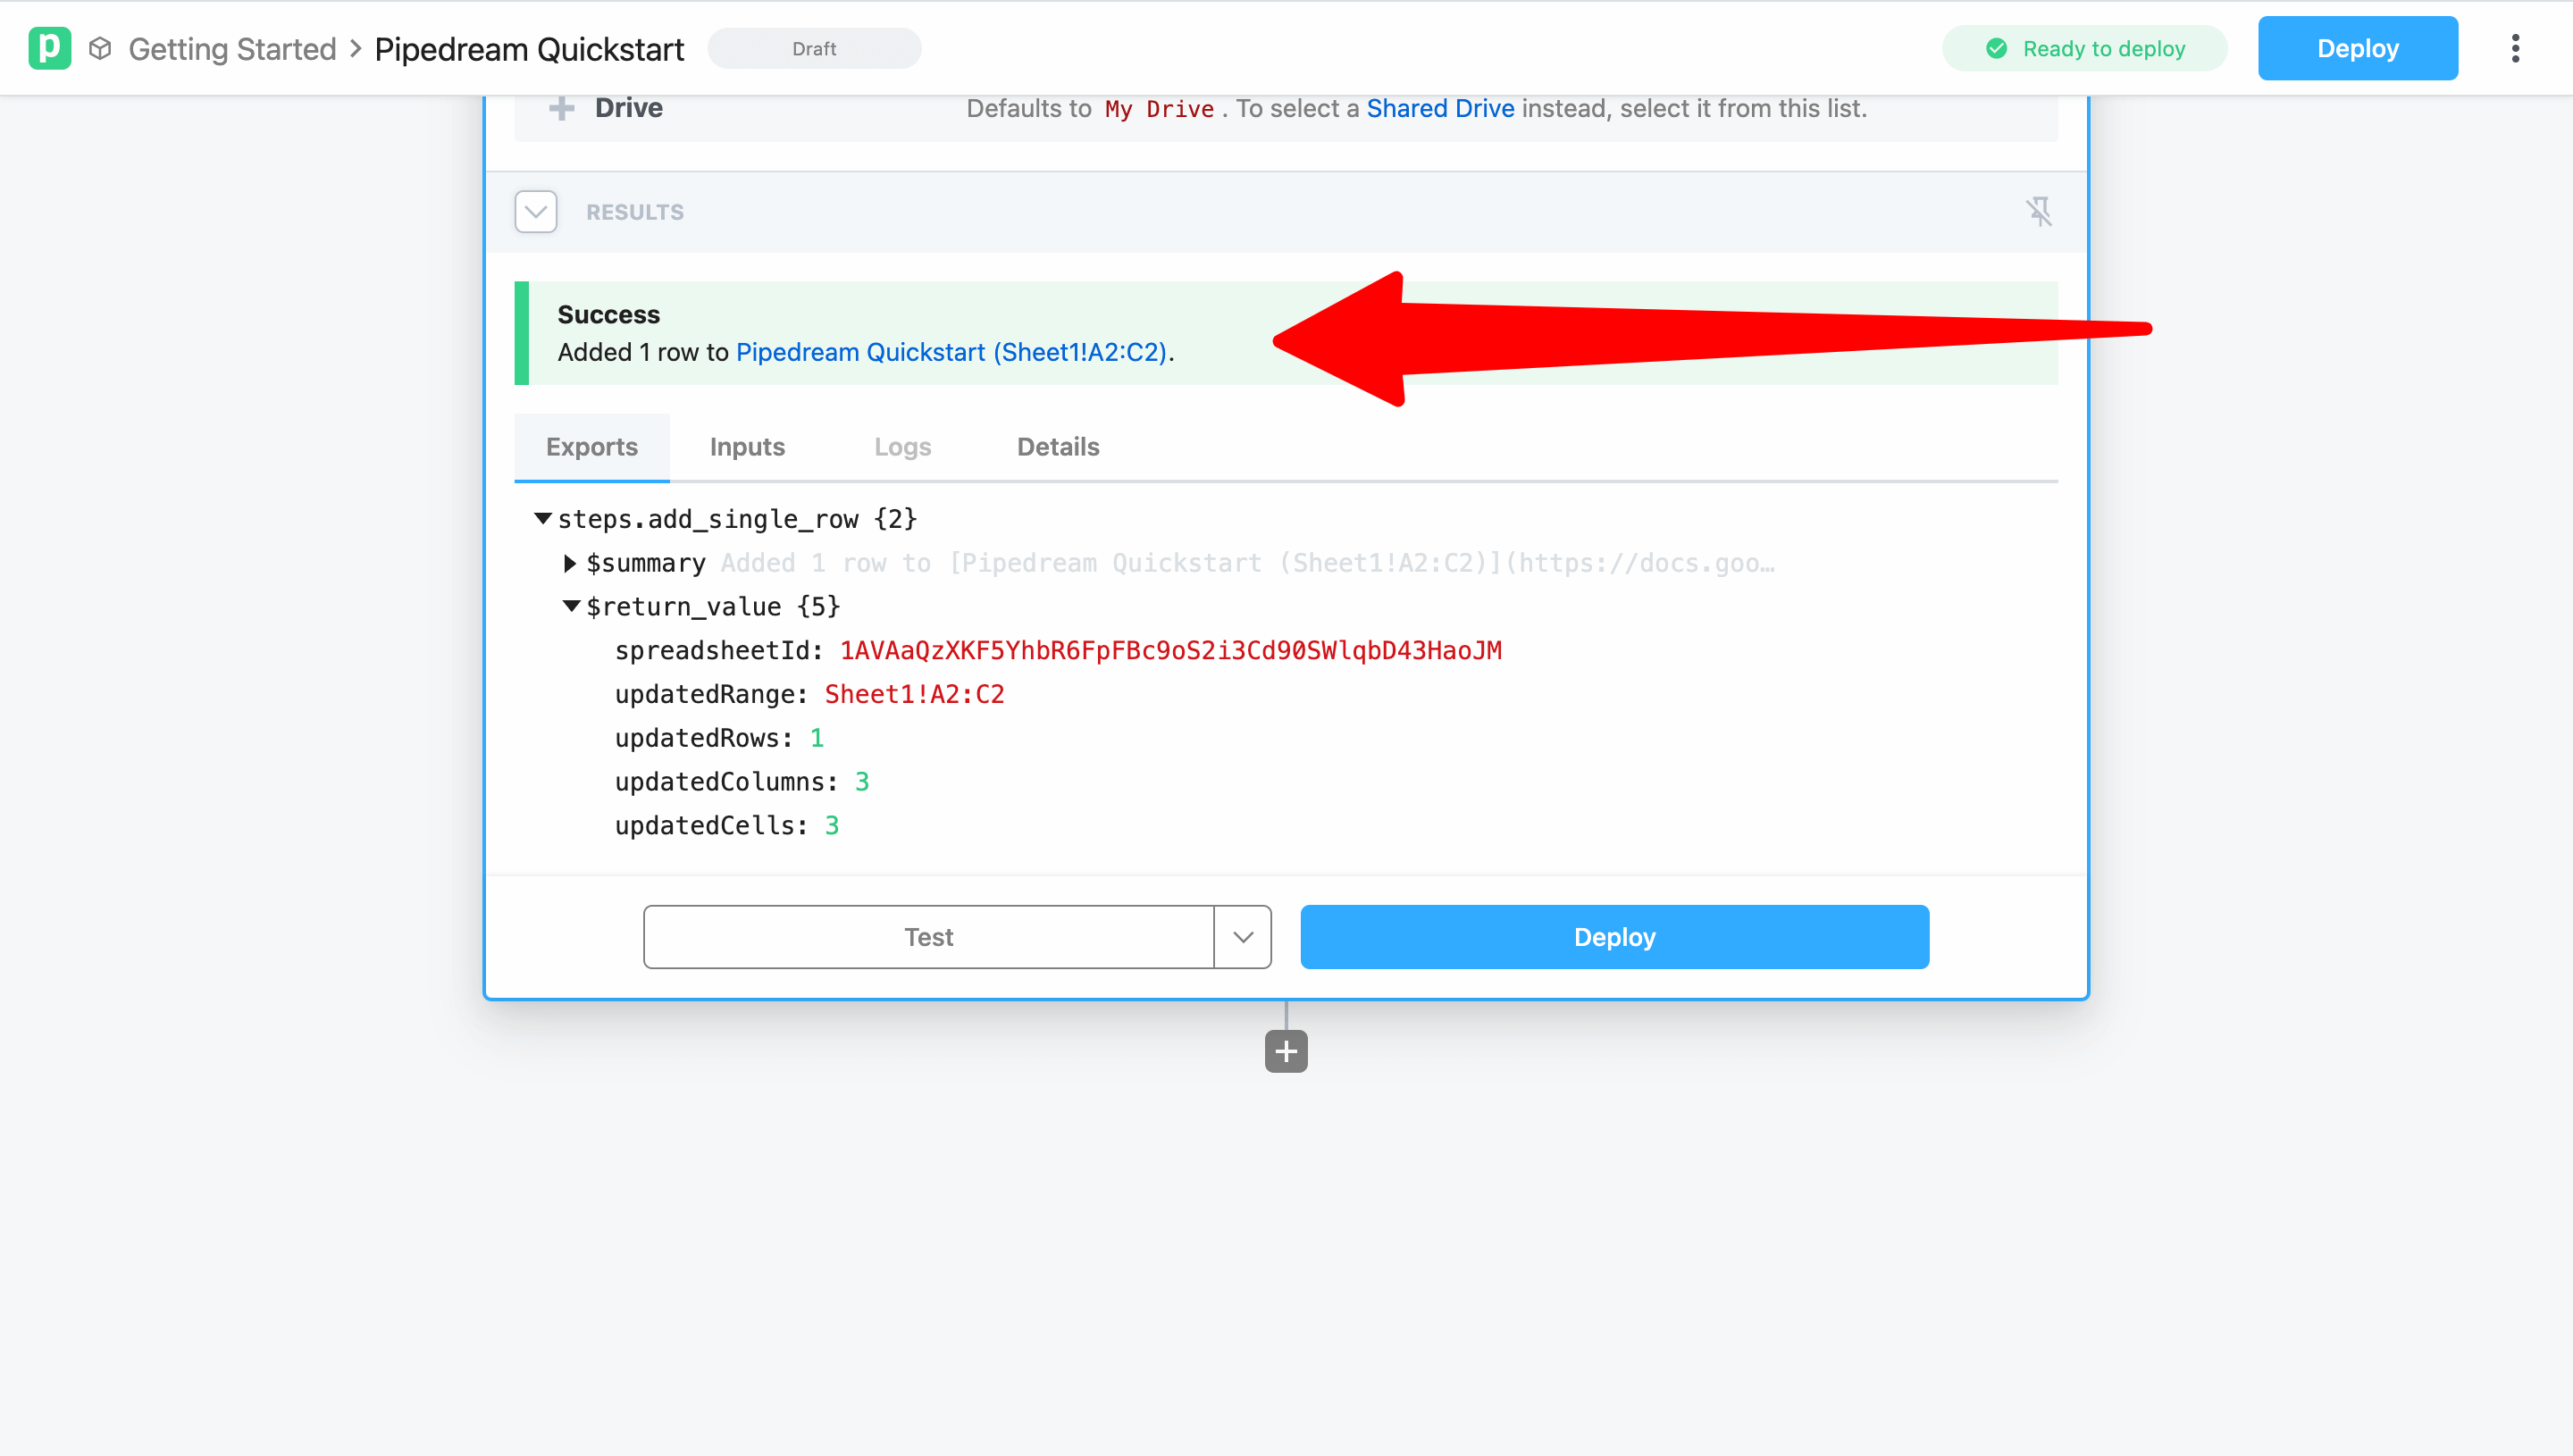 p Getting Started > Pipedream Quickstart Draft Ready to deploy Deploy
Drive Defaults to My Drive. To select a Shared Drive instead, select it from this list.
RESULTS
Success
Added 1 row to Pipedream Quickstart (Sheet1!A2:C2).
Exports Inputs Logs Details
steps.add_single_row {2}
$summary Added 1 row to [Pipedream Quickstart (Sheet1!A2:C2)](https://docs.goo…
$return_value {5}
spreadsheetId: 1AVAaQzXKF5YhbR6FpFBc9oS2i3Cd90SWlqbD43HaoJM
updatedRange: Sheet1!A2:C2
updatedRows: 1
updatedColumns: 3
updatedCells: 3
Test Deploy